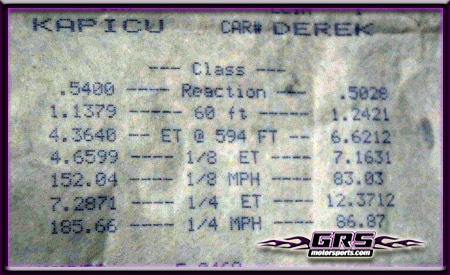 KAPICU CAR# DEREK
--- Class ---
.5400 ---- Reaction --- .5028
1.1379 ---- 60 ft --- 1.2421
4.3640 -- ET @ 594 FT -- 6.6212
4.6599 ---- 1/8 ET ---- 7.1631
152.04 ---- 1/8 MPH ---- 83.03
7.2871 ---- 1/4 ET ---- 12.3712
185.66 ---- 1/4 MPH ---- 86.87
GRS
motorsports.com